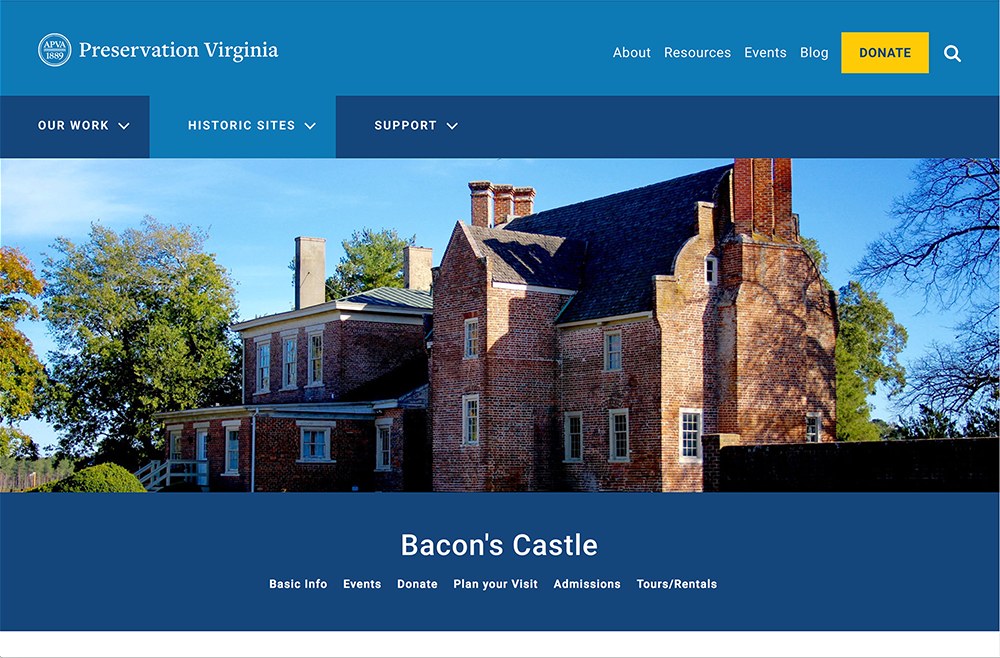 APVA
1889
Preservation Virginia
About Resources Events Blog DONATE
OUR WORK HISTORIC SITES SUPPORT
Bacon's Castle
Basic Info Events Donate Plan your Visit Admissions Tours/Rentals